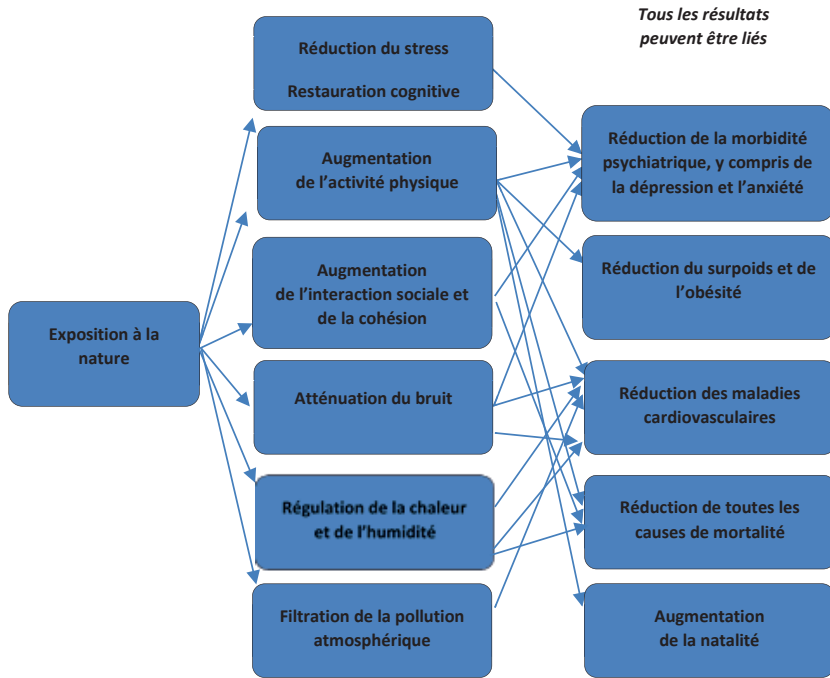 Tous les résultats
peuvent être liés
Exposition à la
nature
Réduction du stress
Restauration cognitive
Augmentation
de l’activité physique
Augmentation
de l’interaction sociale et
de la cohésion
Atténuation du bruit
Régulation de la chaleur
et de l’humidité
Filtration de la pollution
atmosphérique
Réduction de la morbidité
psychiatrique, y compris de
la dépression et l’anxiété
Réduction du surpoids et de
l’obésité
Réduction des maladies
cardiovasculaires
Réduction de toutes les
causes de mortalité
Augmentation
de la natalité